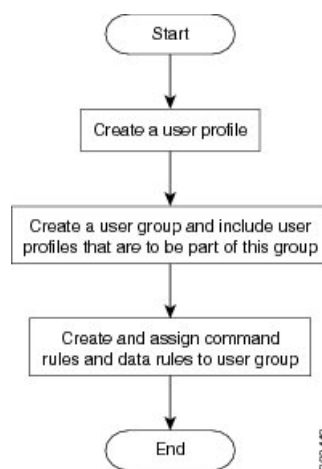 Start
Create a user profile
Create a user group and include user
profiles that are to be part of this group
Create and assign command
rules and data rules to user group
End